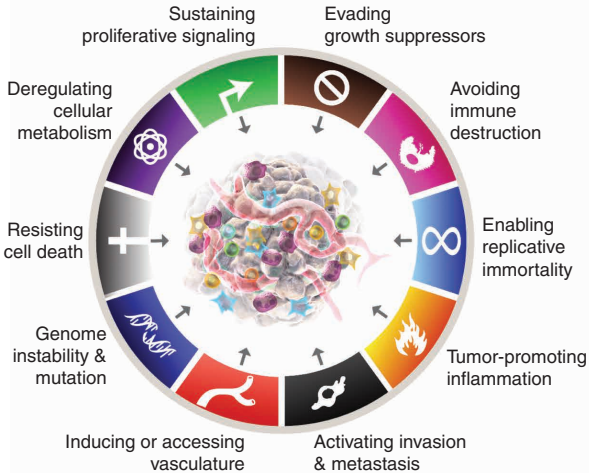 Sustaining
proliferative signaling
Evading
growth suppressors
Avoiding
immune
destruction
Enabling
replicative
immortality
Tumor-promoting
inflammation
Activating invasion
& metastasis
Inducing or accessing
vasculature
Genome
instability &
mutation
Resisting
cell death
Deregulating
cellular
metabolism